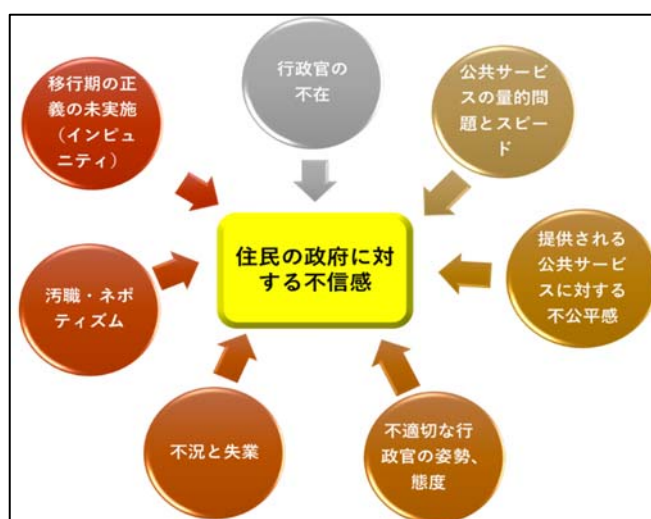 行政官の
不在
公共サービ
スの量的問
題とスピー
ド
提供される
公共サービ
スに対する
不公平感
不適切な行
政官の姿勢、
態度
不況と失業
汚職・ネポ
ティズム
移行期の正
義の未実施
（インピュ
ニティ）
住民の政府に対
する不信感